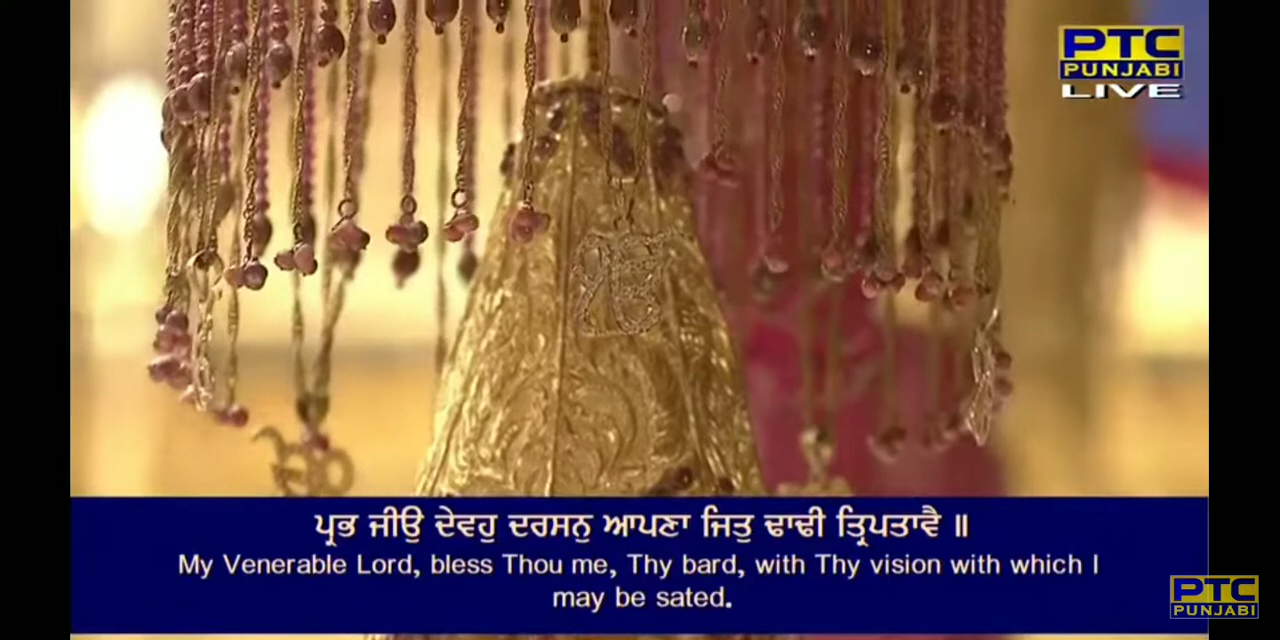 PTC
PUNJABI
LIVE
ੴ
ਪ੍ਰਭ ਜੀਉ ਦੇਵਹੁ ਦਰਸਨੁ ਆਪਣਾ ਜਿਤੁ ਢਾਢੀ ਤ੍ਰਿਪਤਾਵੈ ॥
My Venerable Lord, bless Thou me, Thy bard, with Thy vision with which I
may be sated.
PTC
PUNJABI